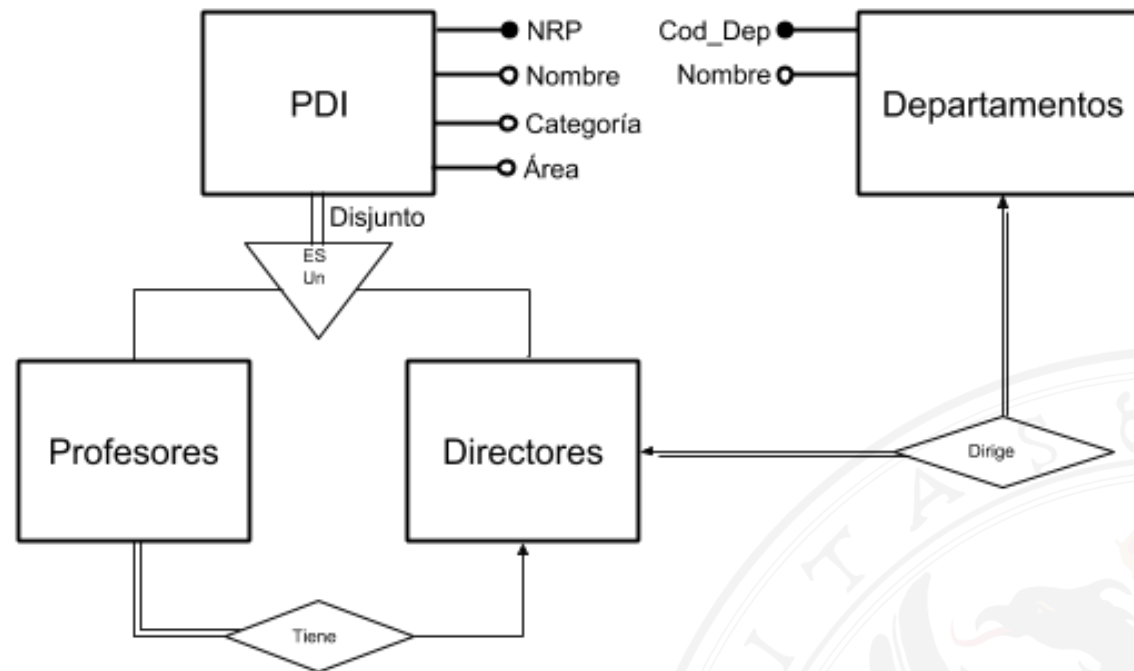 PDI
NRP
Nombre
Categoría
Área
Cod_Dep
Nombre
Departamentos
Disjunto
ES
Un
Profesores
Directores
Dirige
Tiene
I T A S